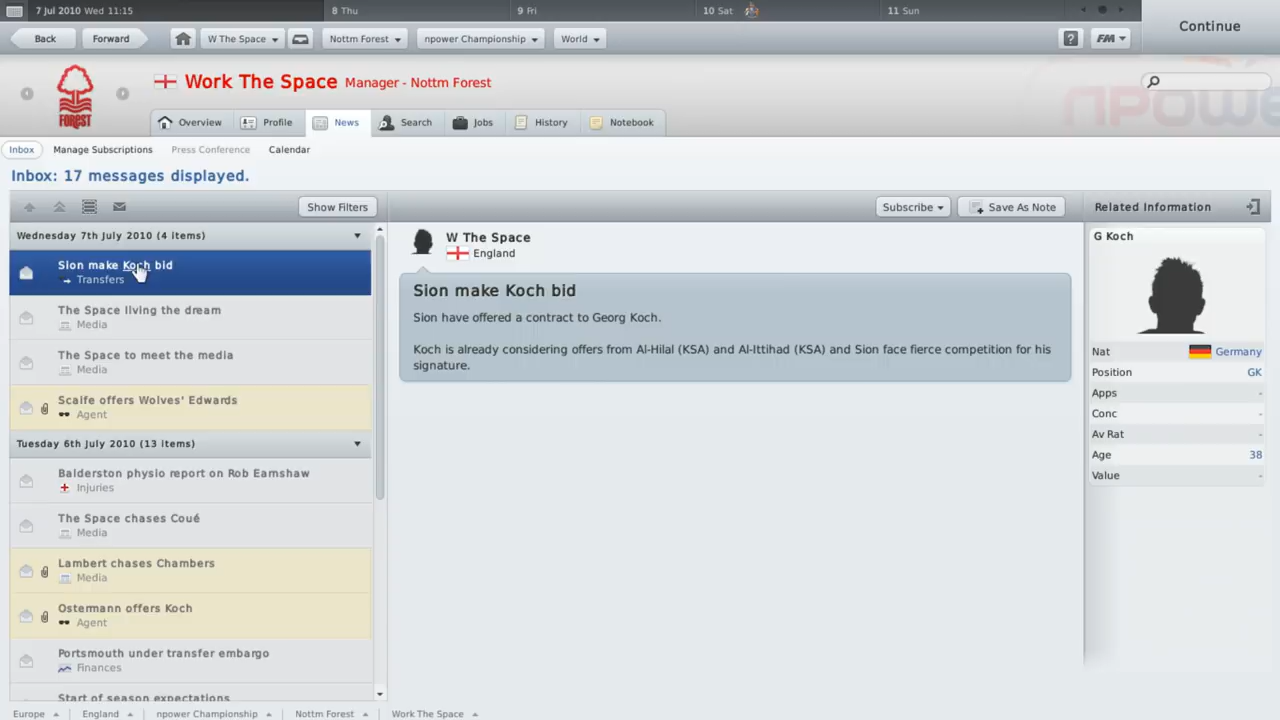 7 Jul 2010 Wed 11:15
8 Thu
9 Fri
10 Sat
11 Sun
Continue
Back
Forward
W The Space
Nottm Forest
npower Championship
World
?
FM
FOREST
Work The Space Manager - Nottm Forest
NPOWE
Overview
Profile
News
Search
Jobs
History
Notebook
Inbox
Manage Subscriptions
Press Conference
Calendar
Inbox: 17 messages displayed.
Show Filters
Subscribe
Save As Note
Related Information
Wednesday 7th July 2010 (4 items)
Sion make Koch bid
Transfers
The Space living the dream
Media
The Space to meet the media
Media
Scaife offers Wolves' Edwards
Agent
Tuesday 6th July 2010 (13 items)
Balderston physio report on Rob Earnshaw
Injuries
The Space chases Coué
Media
Lambert chases Chambers
Media
Ostermann offers Koch
Agent
Portsmouth under transfer embargo
Finances
Start of season expectations
W The Space
England
Sion make Koch bid
Sion have offered a contract to Georg Koch.
Koch is already considering offers from Al-Hilal (KSA) and Al-Ittihad (KSA) and Sion face fierce competition for his
signature.
G Koch
Nat Germany
Position GK
Apps -
Conc -
Av Rat -
Age 38
Value -
Europe
England
npower Championship
Nottm Forest
Work The Space